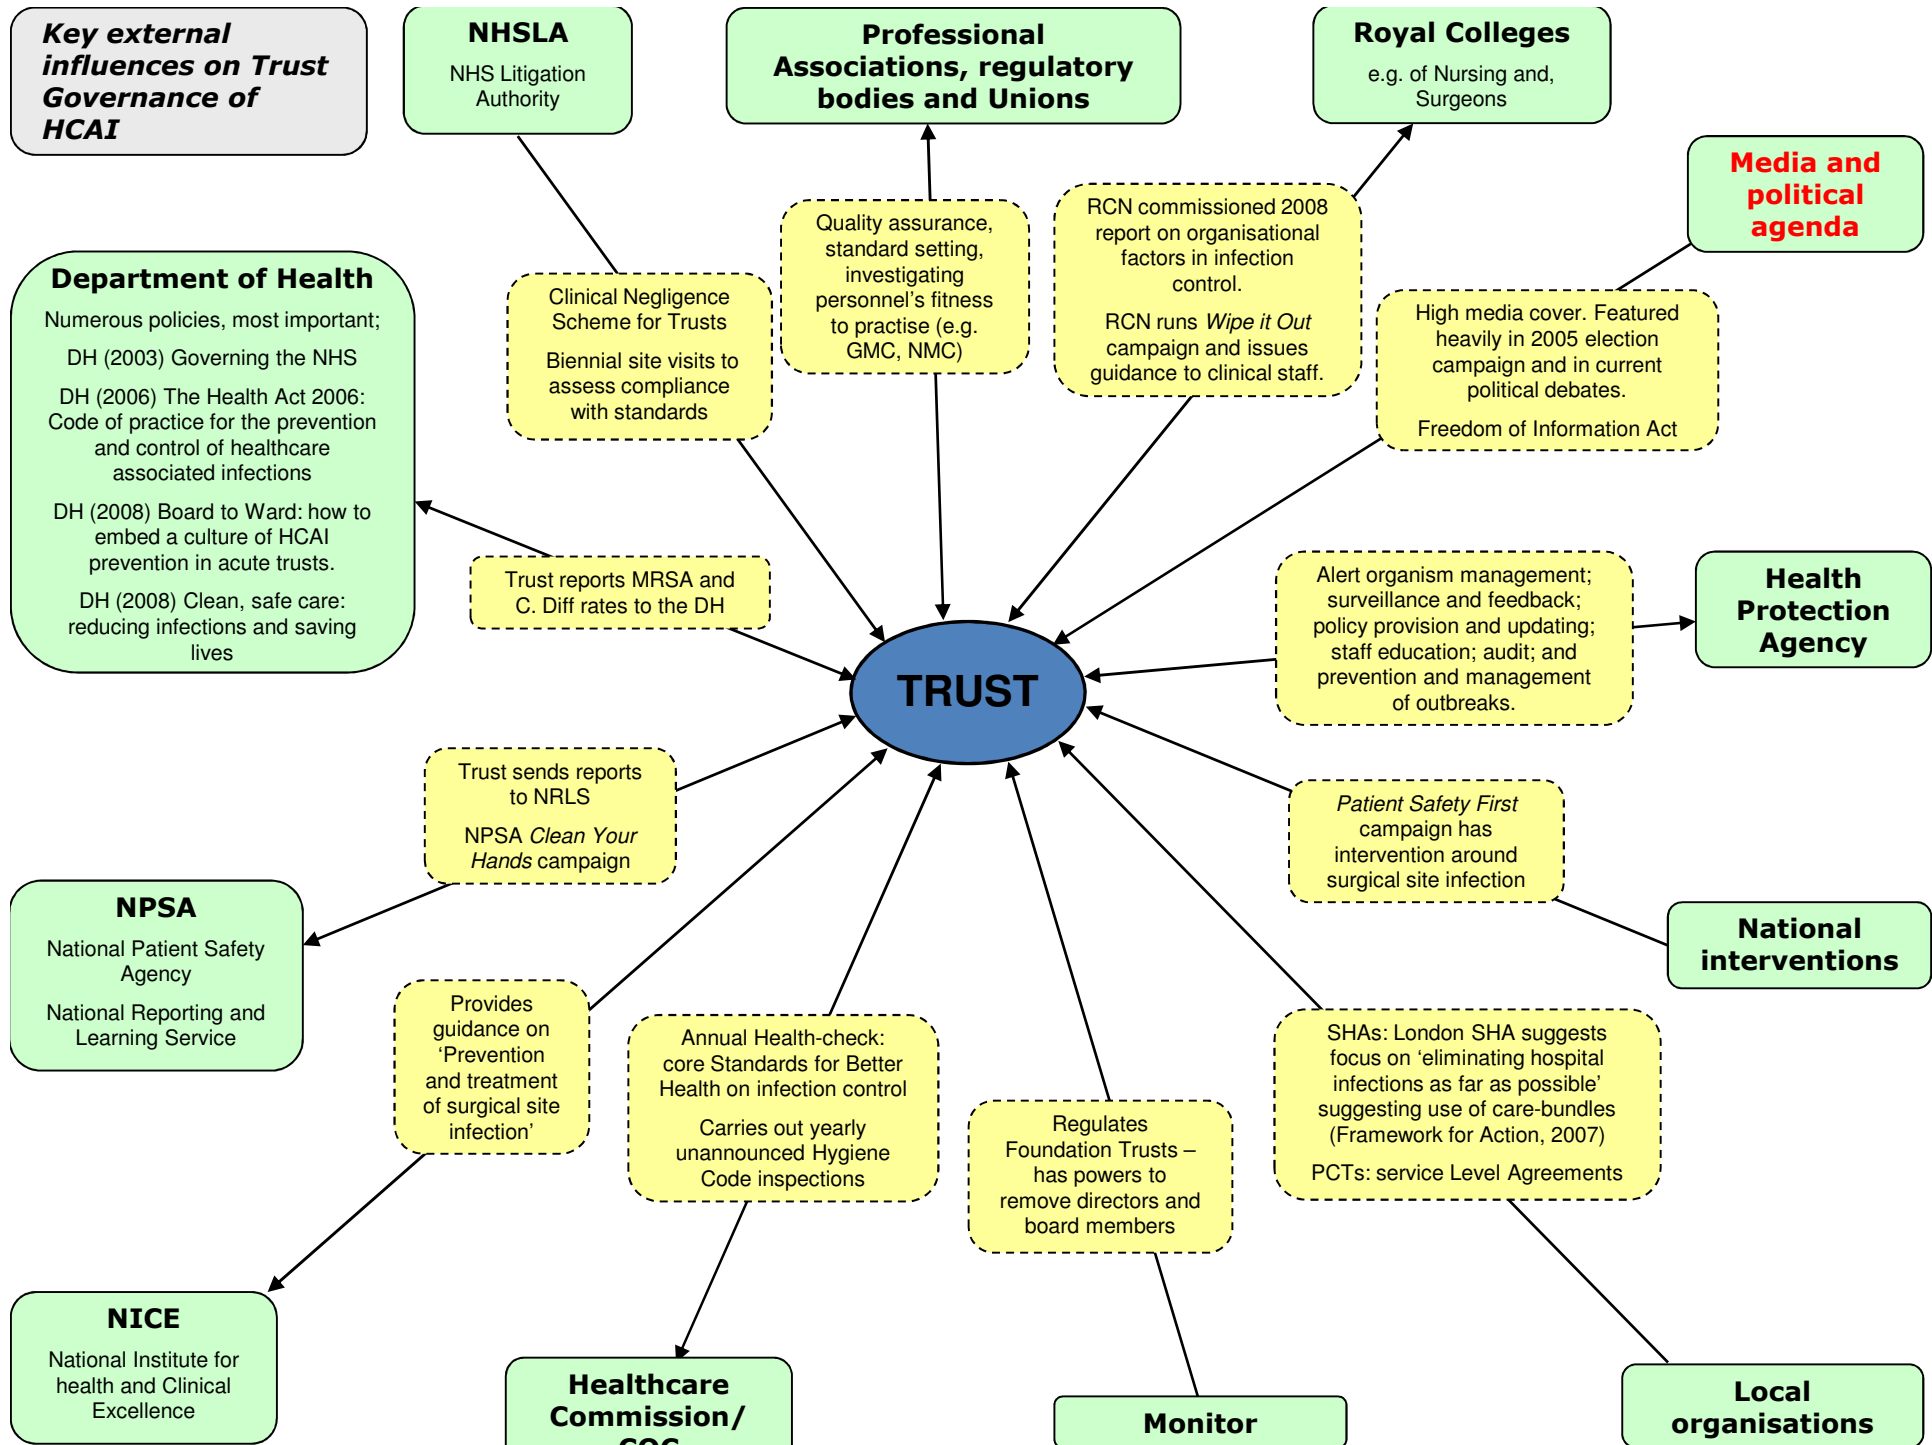 Key external
influences on Trust
Governance of
HCAI
NHSLA
NHS Litigation
Authority
Professional
Associations, regulatory
bodies and Unions
Royal Colleges
e.g. of Nursing and,
Surgeons
Media and
political
agenda
Department of Health
Numerous policies, most important;
DH (2003) Governing the NHS
DH (2006) The Health Act 2006:
Code of practice for the prevention
and control of healthcare
associated infections
DH (2008) Board to Ward: how to
embed a culture of HCAI
prevention in acute trusts.
DH (2008) Clean, safe care:
reducing infections and saving
lives
Clinical Negligence
Scheme for Trusts
Biennial site visits to
assess compliance
with standards
Quality assurance,
standard setting,
investigating
personnel’s fitness
to practise (e.g.
GMC, NMC)
RCN commissioned 2008
report on organisational
factors in infection
control.
RCN runs Wipe it Out
campaign and issues
guidance to clinical staff.
High media cover. Featured
heavily in 2005 election
campaign and in current
political debates.
Freedom of Information Act
Trust reports MRSA and
C. Diff rates to the DH
TRUST
Alert organism management;
surveillance and feedback;
policy provision and updating;
staff education; audit; and
prevention and management
of outbreaks.
Health
Protection
Agency
Trust sends reports
to NRLS
NPSA Clean Your
Hands campaign
Patient Safety First
campaign has
intervention around
surgical site infection
NPSA
National Patient Safety
Agency
National Reporting and
Learning Service
National
interventions
Provides
guidance on
‘Prevention
and treatment
of surgical site
infection’
Annual Health-check:
core Standards for Better
Health on infection control
Carries out yearly
unannounced Hygiene
Code inspections
Regulates
Foundation Trusts –
has powers to
remove directors and
board members
SHAs: London SHA suggests
focus on ‘eliminating hospital
infections as far as possible’
suggesting use of care-bundles
(Framework for Action, 2007)
PCTs: service Level Agreements
NICE
National Institute for
health and Clinical
Excellence
Healthcare
Commission/
CQC
Monitor
Local
organisations